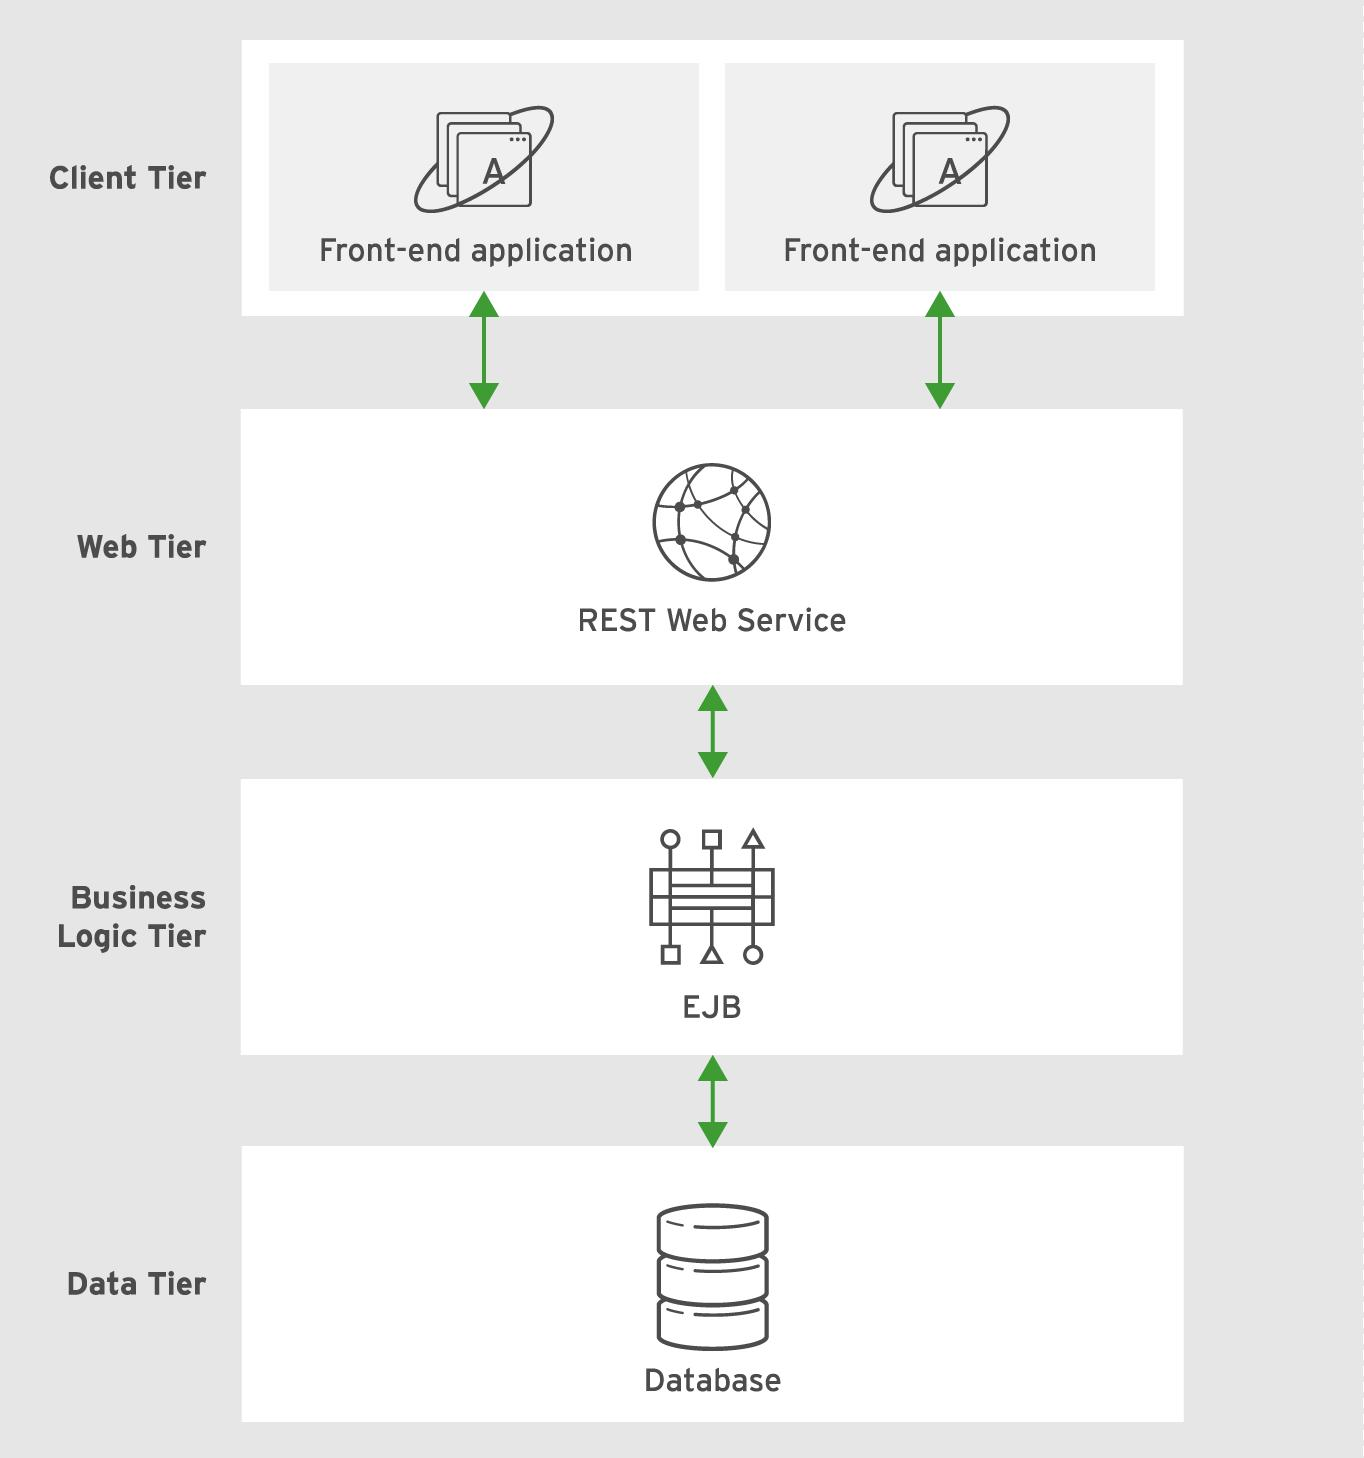 Client Tier
A
A
Front-end application
Front-end application
Web Tier
REST Web Service
Business
Logic Tier
EJB
Data Tier
Database